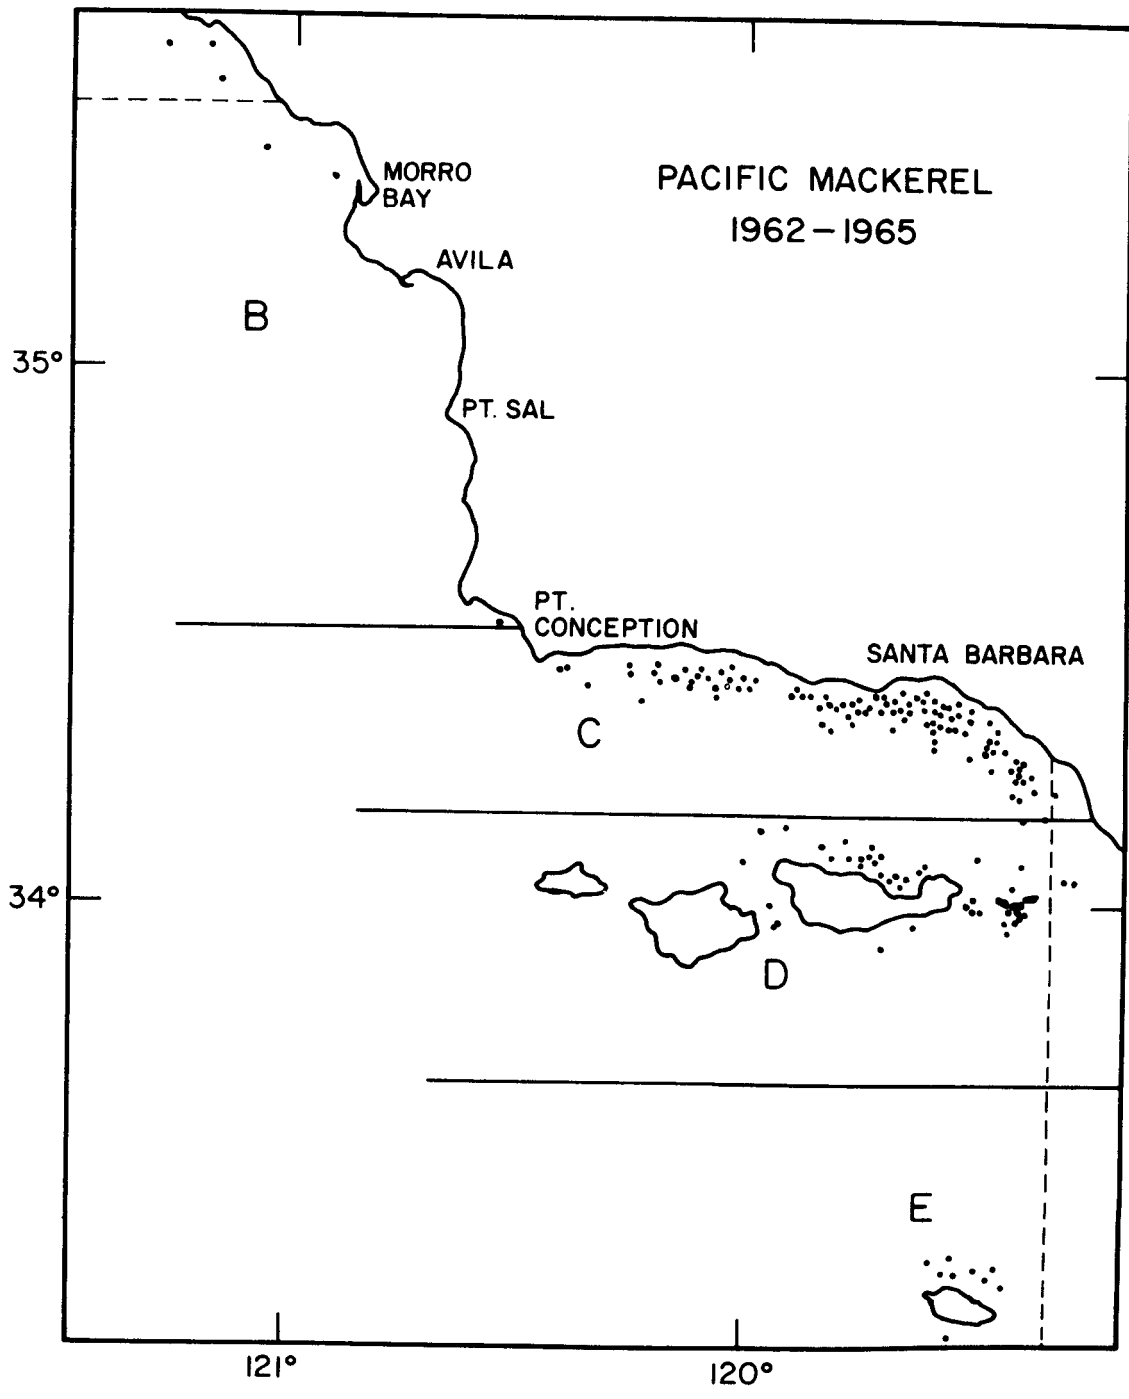 MORRO
BAY
PACIFIC MACKEREL
1962-1965
AVILA
B
35°
PT. SAL
PT.
CONCEPTION
SANTA BARBARA
C
34°
D
E
121°
120°